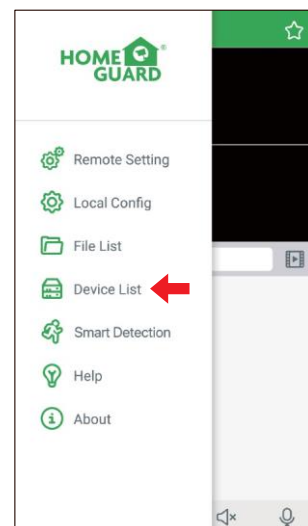 HOME
GUARD
Remote Setting
Local Config
File List
Device List
Smart Detection
Help
About